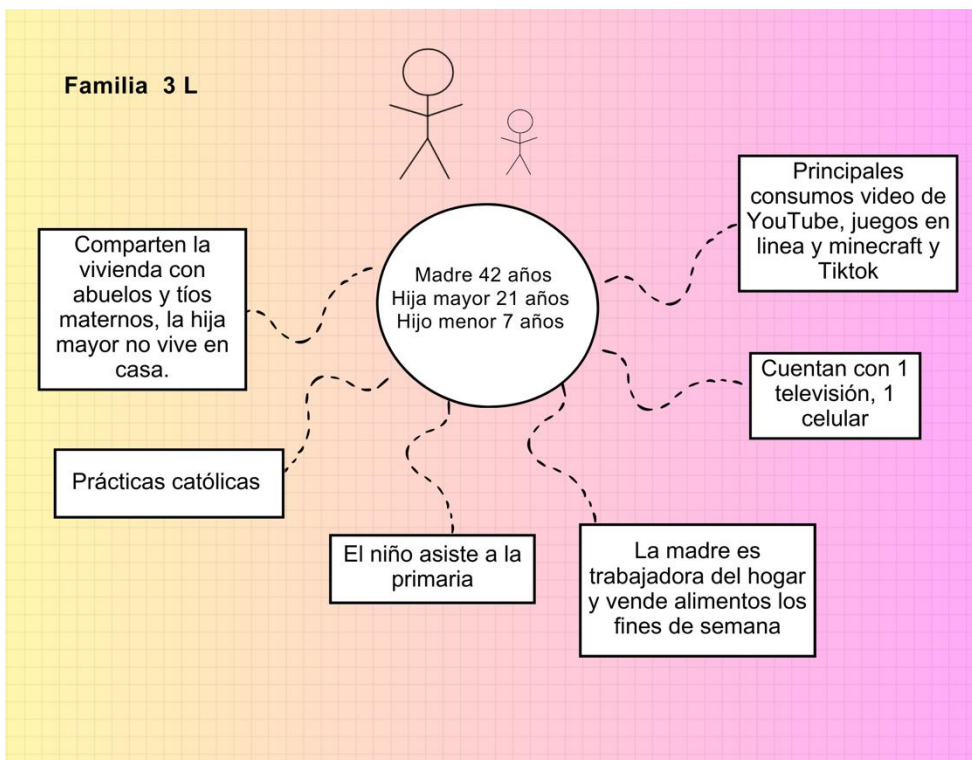 Familia 3 L
Madre 42 años
Hija mayor 21 años
Hijo menor 7 años
Comparten la
vivienda con
abuelos y tíos
maternos, la hija
mayor no vive en
casa.
Prácticas católicas
El niño asiste a la
primaria
La madre es
trabajadora del hogar
y vende alimentos los
fines de semana
Cuentan con 1
televisión, 1
celular
Principales
consumos video de
YouTube, juegos en
linea y minecraft y
Tiktok